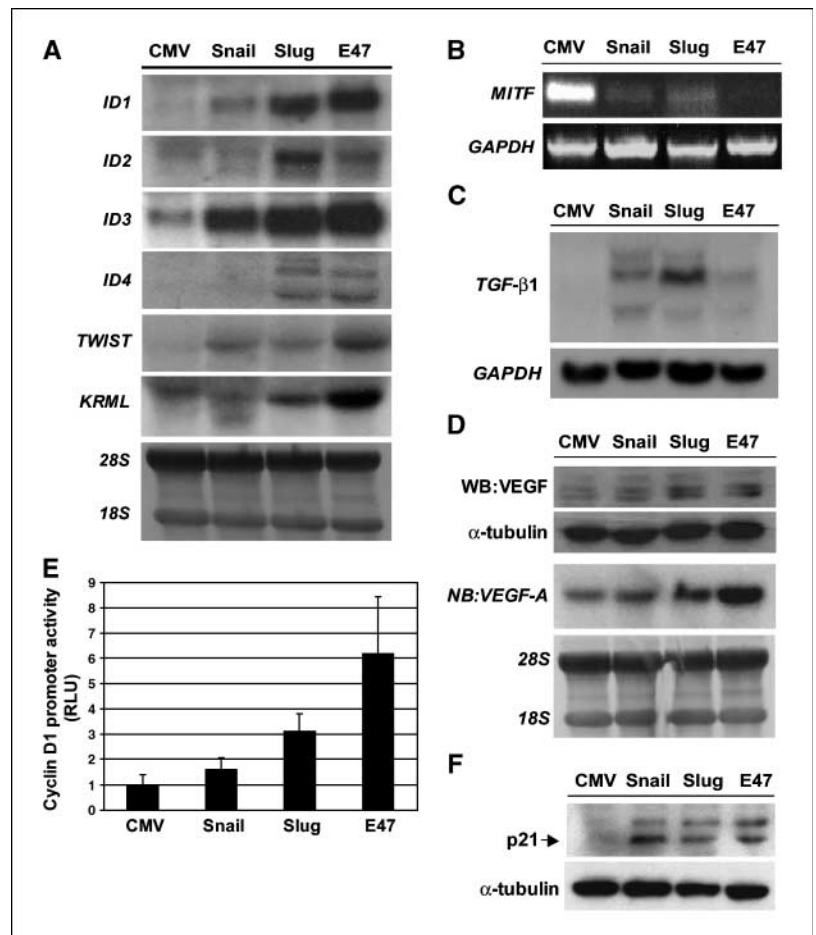 A
CMV Snail Slug E47
ID1
ID2
ID3
ID4
TWIST
KRML
28S
18S
B
CMV Snail Slug E47
MITF
GAPDH
C
CMV Snail Slug E47
TGF-β1
GAPDH
D
CMV Snail Slug E47
WB:VEGF
α-tubulin
NB:VEGF-A
28S
18S
E
Cyclin D1 promoter activity
(RLU)
9
8
7
6
5
4
3
2
1
0
CMV Snail Slug E47
F
CMV Snail Slug E47
p21
α-tubulin